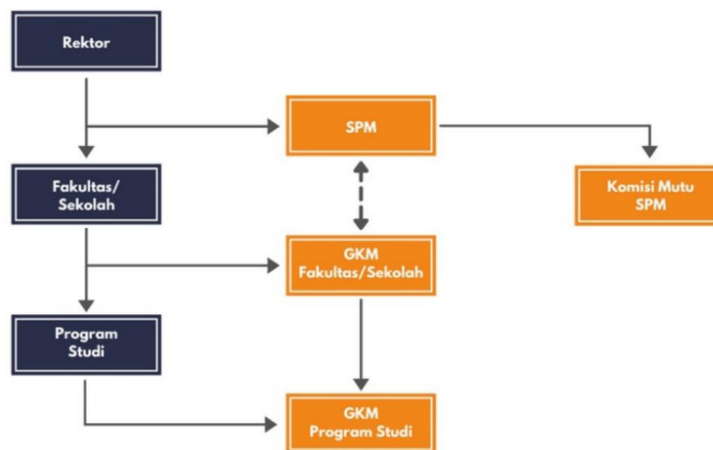 Rektor
SPM
Fakultas/
Sekolah
Komisi Mutu
SPM
GKM
Fakultas/Sekolah
Program
Studi
GKM
Program Studi